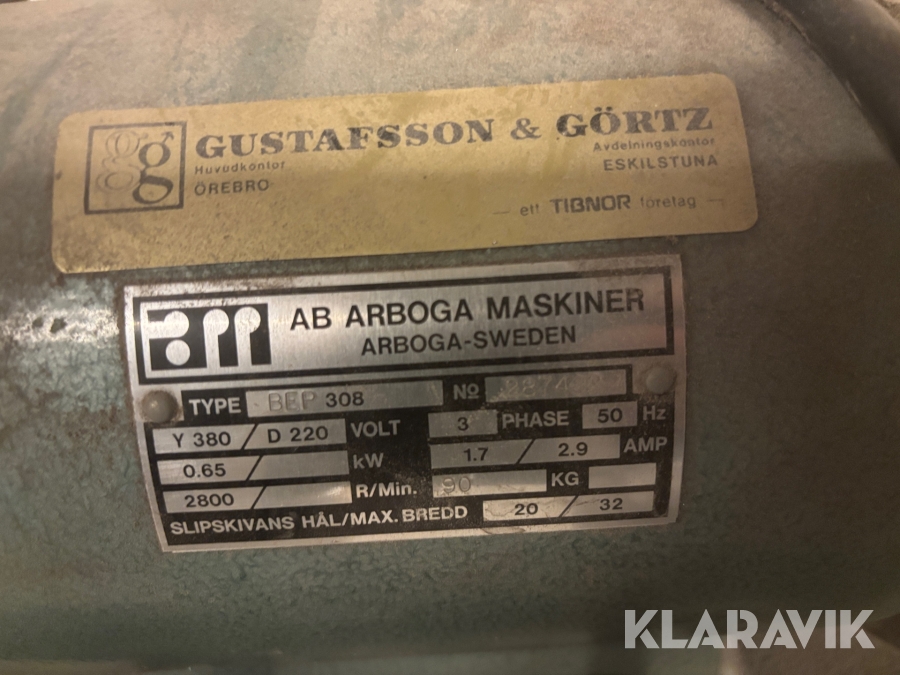 gg GUSTAFSSON & GÖRTZ
Huvudkontor Avdelningskontor
ÖREBRO ESKILSTUNA
— ett TIBNOR företag —
am AB ARBOGA MASKINER
ARBOGA-SWEDEN
TYPE BEP 308 Nº
Y 380 / D 220 VOLT 3 PHASE 50 Hz
0.65 / kW 1.7 / 2.9 AMP
2800 / R/Min. 90 KG
SLIPSKIVANS HÅL/MAX. BREDD 20 / 32
KLARAVIK